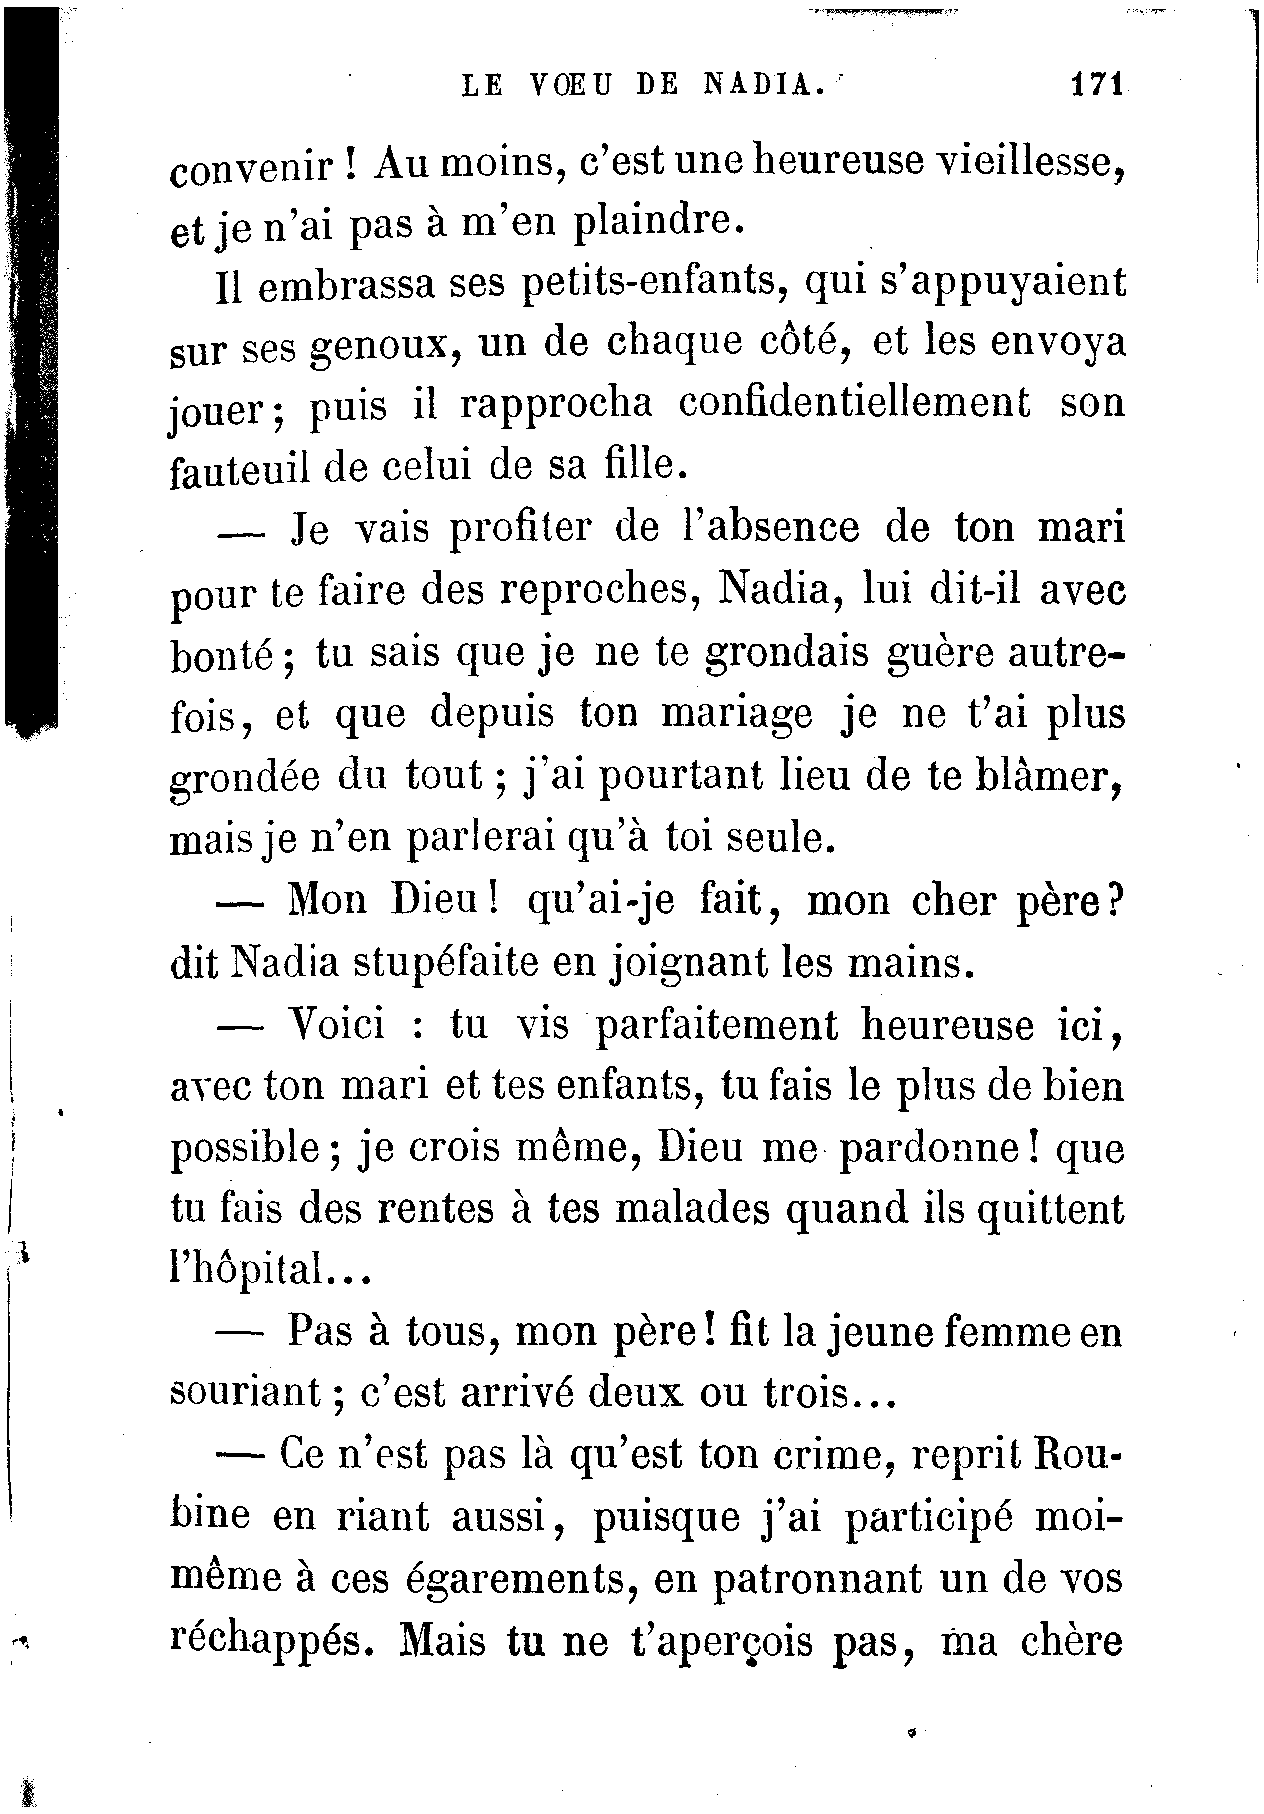 LE VŒU DE NADIA. 171
convenir ! Au moins, c'est une heureuse vieillesse,
et je n'ai pas à m'en plaindre.
Il embrassa ses petits-enfants, qui s'appuyaient
sur ses genoux, un de chaque côté, et les envoya
jouer ; puis il rapprocha confidentiellement son
fauteuil de celui de sa fille.
— Je vais profiter de l'absence de ton mari
pour te faire des reproches, Nadia, lui dit-il avec
bonté ; tu sais que je ne te grondais guère autre-
fois, et que depuis ton mariage je ne t'ai plus
grondée du tout ; j'ai pourtant lieu de te blâmer,
mais je n'en parlerai qu'à toi seule.
— Mon Dieu ! qu'ai-je fait, mon cher père ?
dit Nadia stupéfaite en joignant les mains.
— Voici : tu vis parfaitement heureuse ici,
avec ton mari et tes enfants, tu fais le plus de bien
possible ; je crois même, Dieu me pardonne ! que
tu fais des rentes à tes malades quand ils quittent
l'hôpital...
— Pas à tous, mon père ! fit la jeune femme en
souriant ; c'est arrivé deux ou trois...
— Ce n'est pas là qu'est ton crime, reprit Rou-
bine en riant aussi, puisque j'ai participé moi-
même à ces égarements, en patronnant un de vos
réchappés. Mais tu ne t'aperçois pas, ma chère